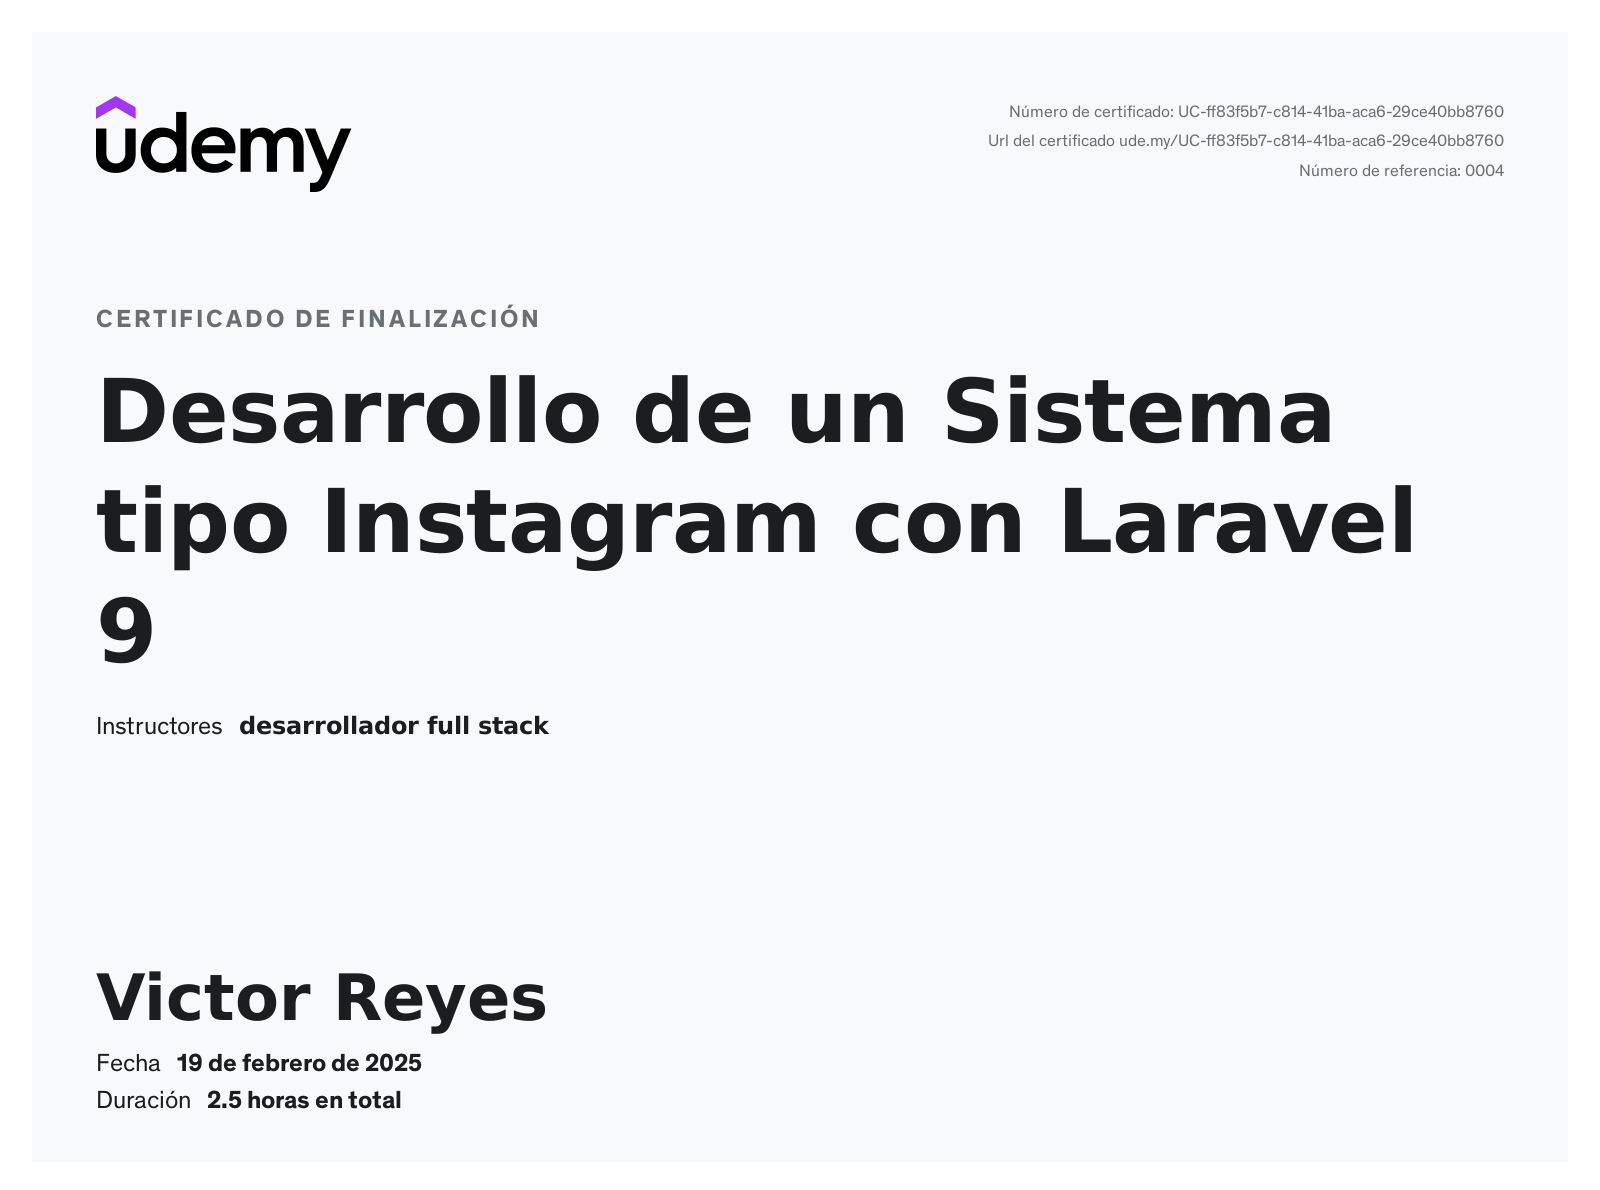 udemy
Número de certificado: UC-ff83f5b7-c814-41ba-aca6-29ce40bb8760
Url del certificado ude.my/UC-ff83f5b7-c814-41ba-aca6-29ce40bb8760
Número de referencia: 0004
CERTIFICADO DE FINALIZACIÓN
Desarrollo de un Sistema
tipo Instagram con Laravel
9
Instructores desarrollador full stack
Victor Reyes
Fecha 19 de febrero de 2025
Duración 2.5 horas en total